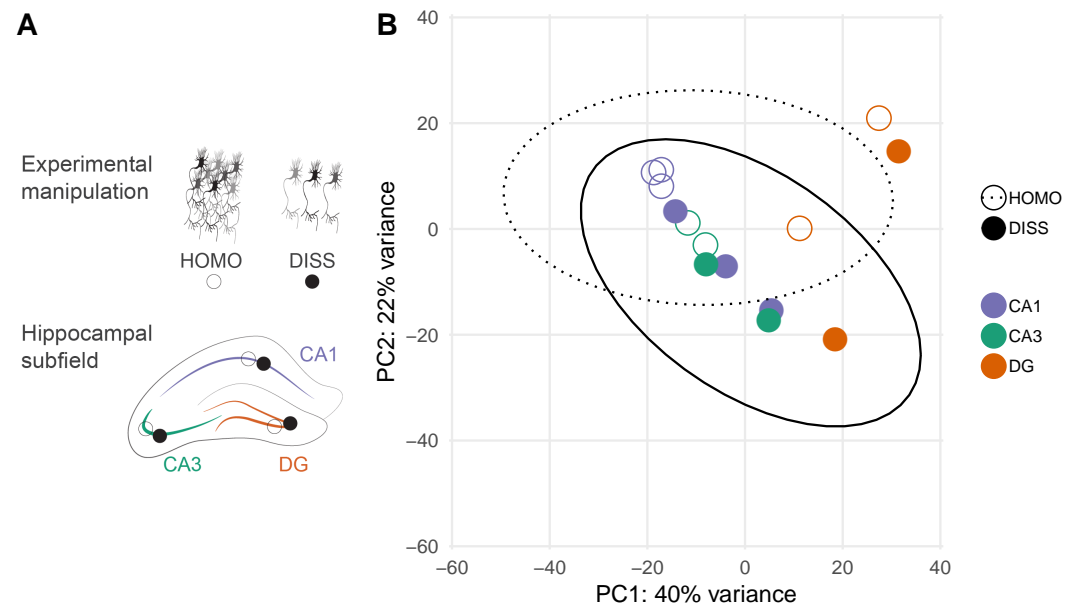 A
Experimental
manipulation
HOMO
DISS
Hippocampal
subfield
CA1
CA3
DG
B
PC2: 22% variance
40
20
0
−20
−40
−60
−60
−40
−20
0
20
40
PC1: 40% variance
HOMO
DISS
CA1
CA3
DG